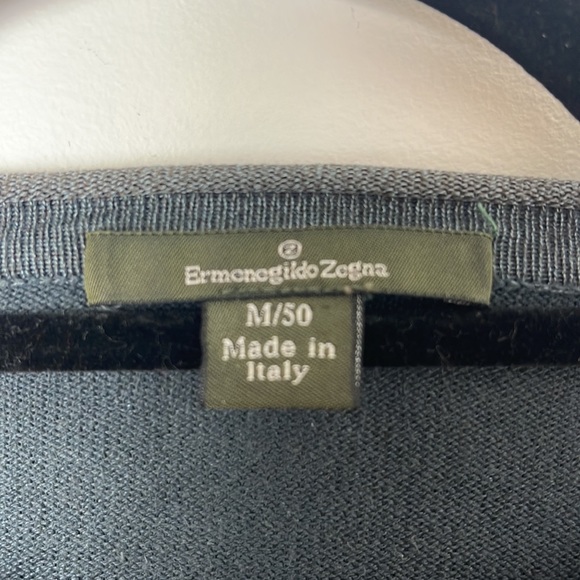 Ermenegildo Zegna
M/50
Made in
Italy